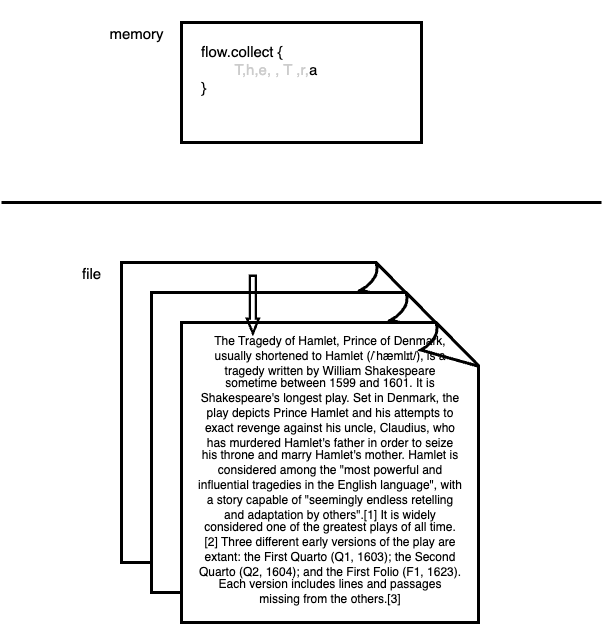 memory
flow.collect {
T,h,e, , T ,r,a
}
file
The Tragedy of Hamlet, Prince of Denmark,
usually shortened to Hamlet (/ˈhæmlɪt/), is a
tragedy written by William Shakespeare
sometime between 1599 and 1601. It is
Shakespeare's longest play. Set in Denmark, the
play depicts Prince Hamlet and his attempts to
exact revenge against his uncle, Claudius, who
has murdered Hamlet's father in order to seize
his throne and marry Hamlet's mother. Hamlet is
considered among the "most powerful and
influential tragedies in the English language", with
a story capable of "seemingly endless retelling
and adaptation by others".[1] It is widely
considered one of the greatest plays of all time.
[2] Three different early versions of the play are
extant: the First Quarto (Q1, 1603); the Second
Quarto (Q2, 1604); and the First Folio (F1, 1623).
Each version includes lines and passages
missing from the others.[3]